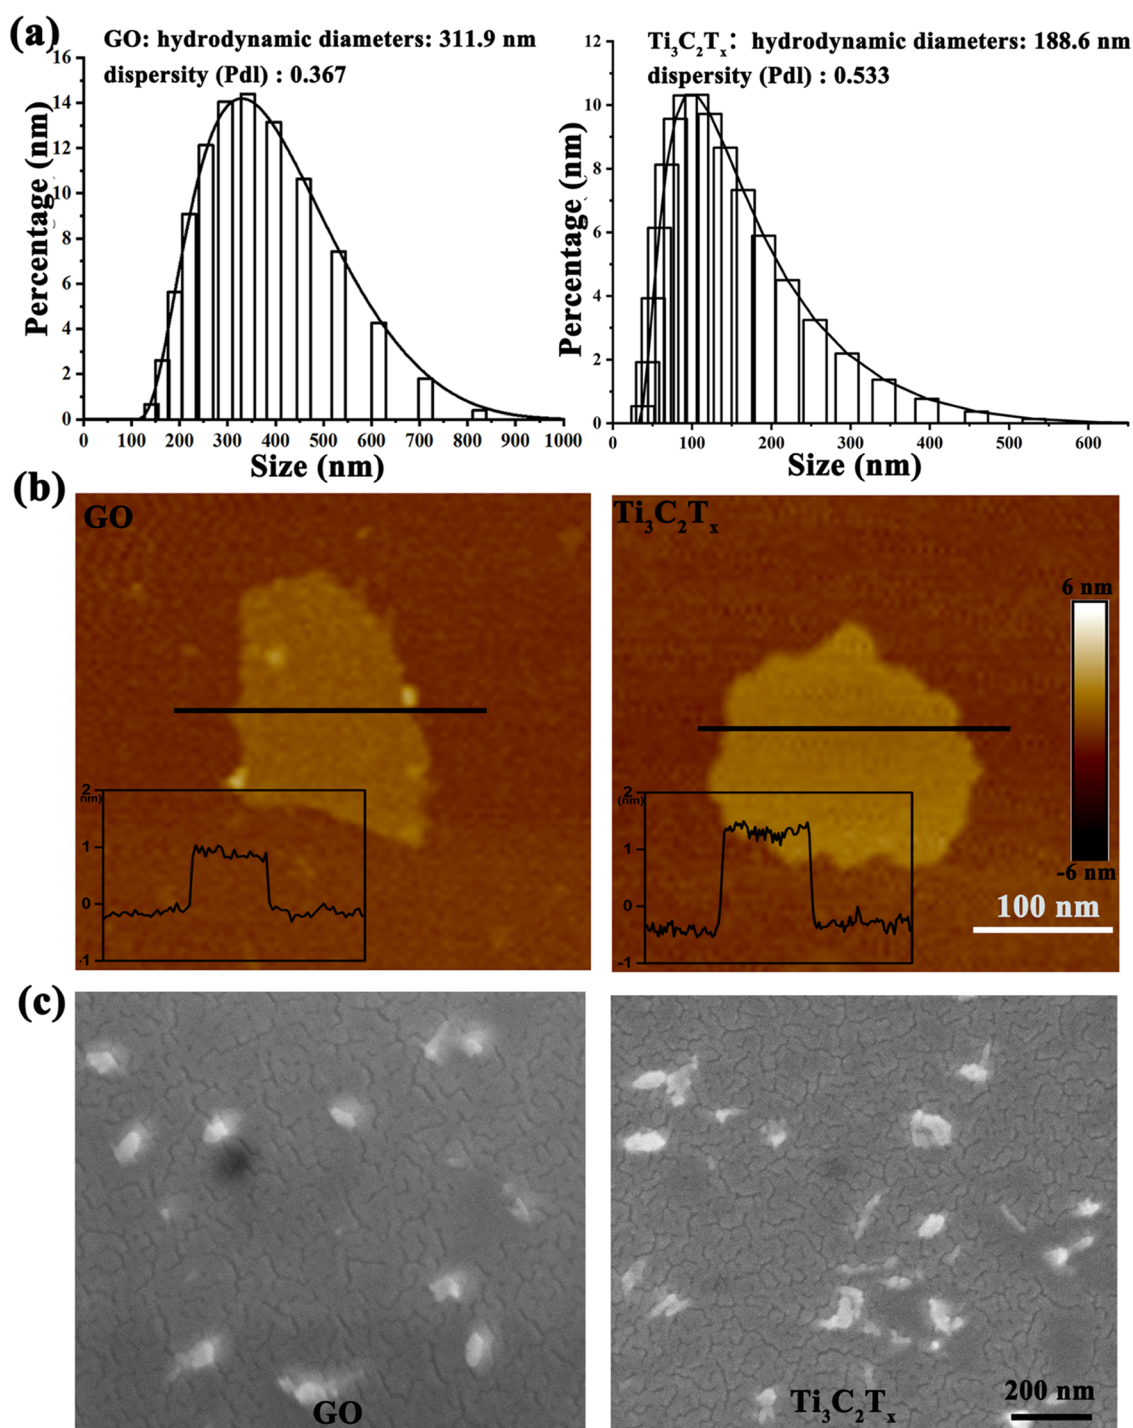 (a)
GO: hydrodynamic diameters: 311.9 nm
dispersity (PdI) : 0.367
Percentage (nm)
16
14
12
10
8
6
4
2
0
0 100 200 300 400 500 600 700 800 900 1000
Size (nm)
Ti₃C₂Tₓ: hydrodynamic diameters: 188.6 nm
dispersity (PdI) : 0.533
Percentage (nm)
12
10
8
6
4
2
0
0 100 200 300 400 500 600
Size (nm)
(b)
GO
2
(nm)
1
0
-1
Ti₃C₂Tₓ
6 nm
-6 nm
100 nm
2
(nm)
1
0
-1
(c)
GO
Ti₃C₂Tₓ
200 nm